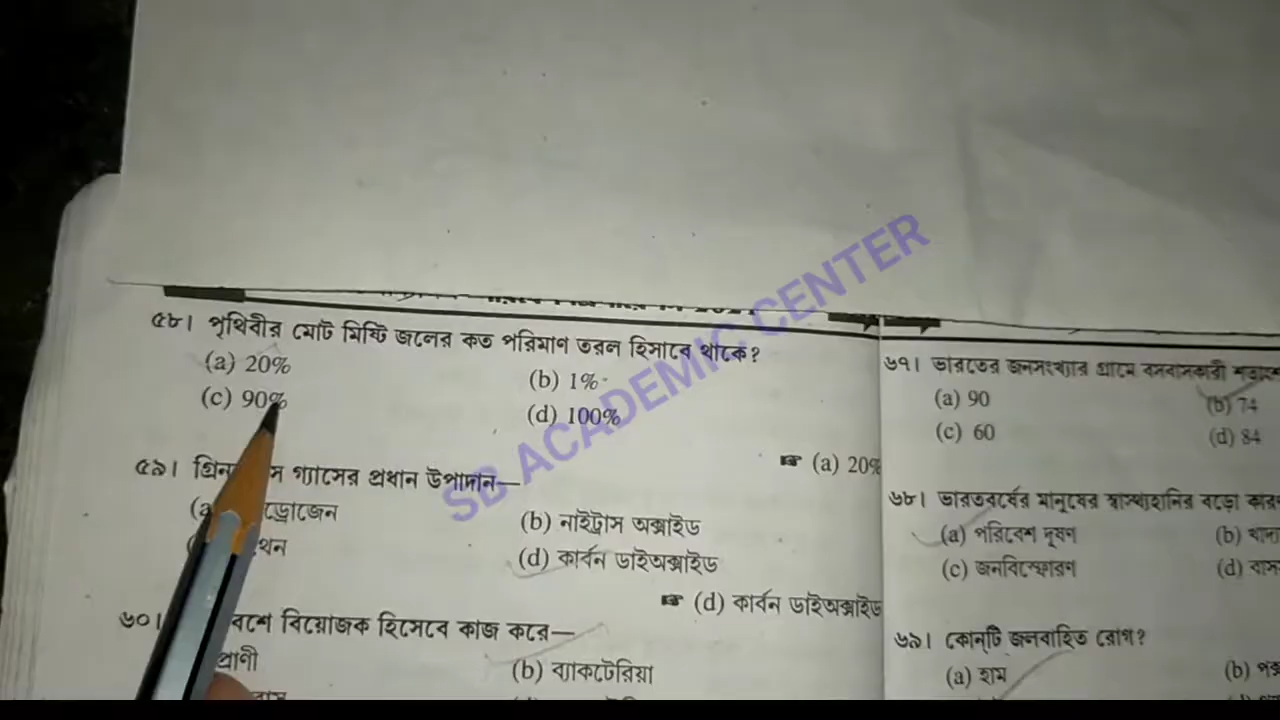 ৫৮। পৃথিবীর মোট মিষ্টি জলের কত পরিমাণ তরল হিসাবে থাকে?
(a) 20%
(b) 1%
(c) 90%
(d) 100%
☞ (a) 20%
৫৯। গ্যাসের প্রধান উপাদান—
(b) নাইট্রাস অক্সাইড
(d) কার্বন ডাইঅক্সাইড
☞ (d) কার্বন ডাইঅক্সাইড
৬০। বিয়োজক হিসেবে কাজ করে—
প্রাণী
(b) ব্যাকটেরিয়া
৬৭। ভারতের জনসংখ্যার গ্রামে বসবাসকারী
(a) 90
(b) 74
(c) 60
(d) 84
৬৮। ভারতবর্ষের মানুষের স্বাস্থ্যহানির বড়ো
(a) পরিবেশ দূষণ
(b)
(c) জনবিস্ফোরণ
(d)
৬৯। কোন্‌টি জলবাহিত রোগ?
(a) হাম
(b)
SB ACADEMIC CENTER